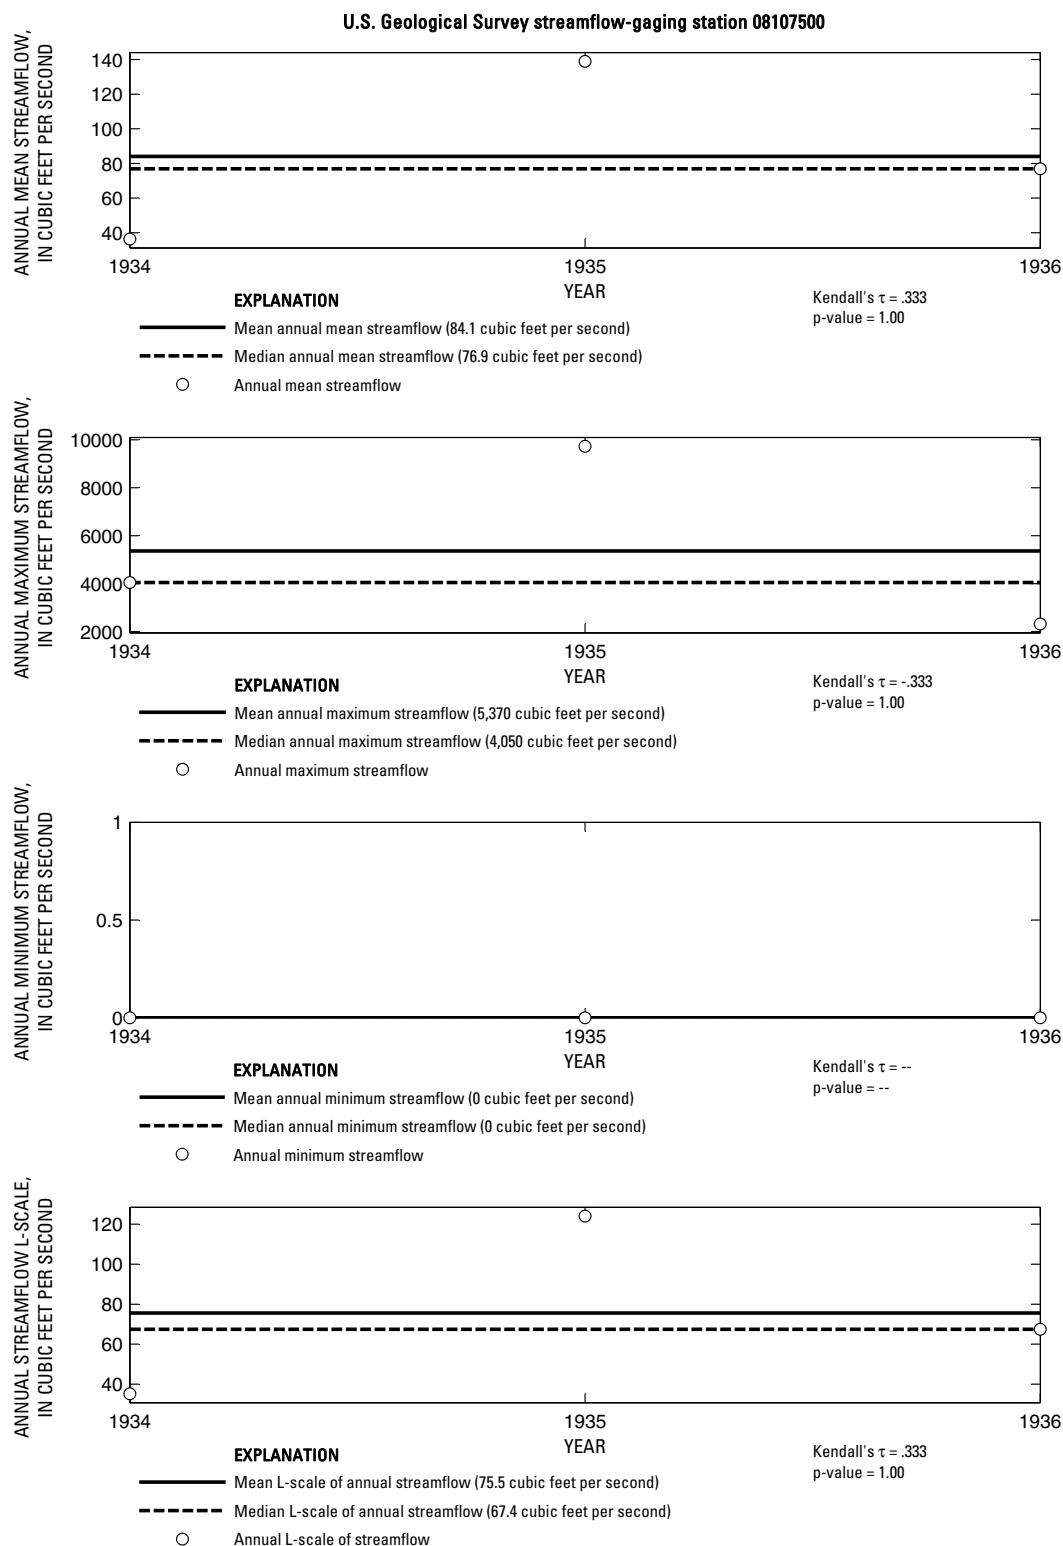 U.S. Geological Survey streamflow-gaging station 08107500
ANNUAL MEAN STREAMFLOW,
IN CUBIC FEET PER SECOND
140
120
100
80
60
40
1934
1935
1936
YEAR
EXPLANATION
Mean annual mean streamflow (84.1 cubic feet per second)
Median annual mean streamflow (76.9 cubic feet per second)
Annual mean streamflow
Kendall's τ = .333
p-value = 1.00
ANNUAL MAXIMUM STREAMFLOW,
IN CUBIC FEET PER SECOND
10000
8000
6000
4000
2000
1934
1935
1936
YEAR
EXPLANATION
Mean annual maximum streamflow (5,370 cubic feet per second)
Median annual maximum streamflow (4,050 cubic feet per second)
Annual maximum streamflow
Kendall's τ = -.333
p-value = 1.00
ANNUAL MINIMUM STREAMFLOW,
IN CUBIC FEET PER SECOND
1
0.5
0
1934
1935
1936
YEAR
EXPLANATION
Mean annual minimum streamflow (0 cubic feet per second)
Median annual minimum streamflow (0 cubic feet per second)
Annual minimum streamflow
Kendall's τ = --
p-value = --
ANNUAL STREAMFLOW L-SCALE,
IN CUBIC FEET PER SECOND
120
100
80
60
40
1934
1935
1936
YEAR
EXPLANATION
Mean L-scale of annual streamflow (75.5 cubic feet per second)
Median L-scale of annual streamflow (67.4 cubic feet per second)
Annual L-scale of streamflow
Kendall's τ = .333
p-value = 1.00